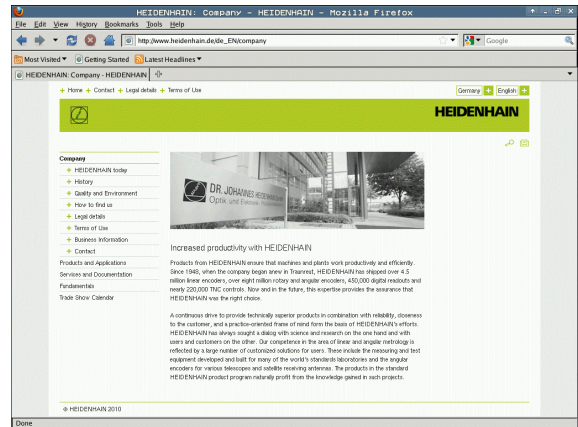 HEIDENHAIN: Company - HEIDENHAIN - Mozilla Firefox
File Edit View History Bookmarks Tools Help
http://www.heidenhain.de/de_EN/company
Google
Most Visited Getting Started Latest Headlines
HEIDENHAIN: Company - HEIDENHAIN
+ Home + Contact + Legal details + Terms of Use
Germany + English +
HEIDENHAIN
Company
+ HEIDENHAIN today
+ History
+ Quality and Environment
+ How to find us
+ Legal details
+ Terms of Use
+ Business Information
+ Contact
Products and Applications
Services and Documentation
Fundamentals
Trade Show Calendar
DR. JOHANNES HEIDENHAIN
Optik und Elektronik
Increased productivity with HEIDENHAIN
Products from HEIDENHAIN ensure that machines and plants work productively and efficiently.
Since 1948, when the company began anew in Traunreut, HEIDENHAIN has shipped over 4.5
million linear encoders, over eight million rotary and angular encoders, 450,000 digital readouts and
nearly 220,000 TNC controls. Now and in the future, this expertise provides the assurance that
HEIDENHAIN was the right choice.
A continuous drive to provide technically superior products in combination with reliability, closeness
to the customer, and a practice-oriented frame of mind form the basis of HEIDENHAIN's efforts.
HEIDENHAIN has always sought a dialog with science and research on the one hand and with
users and customers on the other. Our competence in the area of linear and angular metrology is
reflected by a large number of customized solutions for users. These include the measuring and test
equipment developed and built for many of the world's standards laboratories and the angular
encoders for various telescopes and satellite receiving antennas. The products in the standard
HEIDENHAIN product program naturally profit from the knowledge gained in such projects.
© HEIDENHAIN 2010
Done